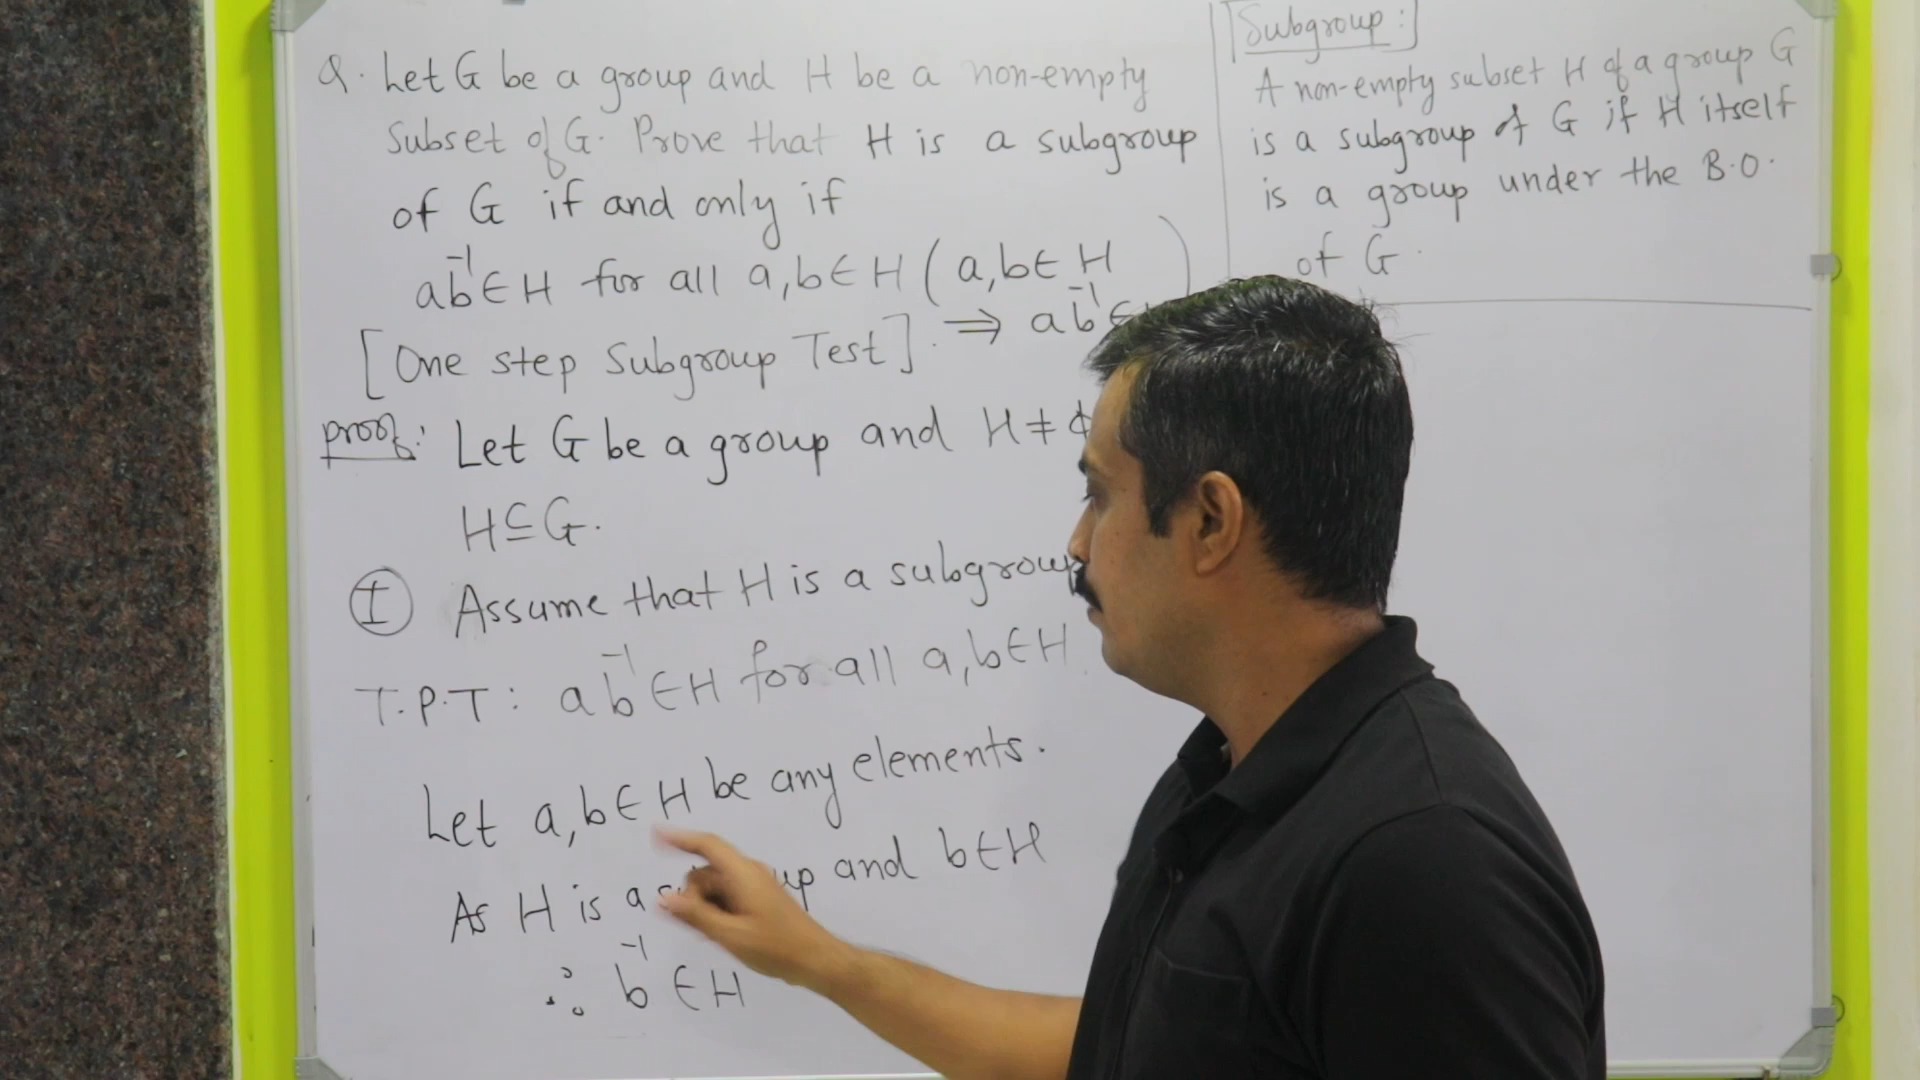 Q. Let G be a group and H be a non-empty
Subset of G. Prove that H is a subgroup
of G if and only if
ab⁻¹∈H for all a,b∈H (a,b∈H
⇒ ab⁻¹∈ )
[One step Subgroup Test].
proof: Let G be a group and H ≠
H⊆G.
I Assume that H is a subgroup
T.P.T: ab⁻¹∈H for all a,b∈H.
Let a,b∈H be any elements.
As H is a and b∈H
∴ b⁻¹∈H
Subgroup:
A non-empty subset H of a group G
is a subgroup of G if H itself
is a group under the B.O.
of G.